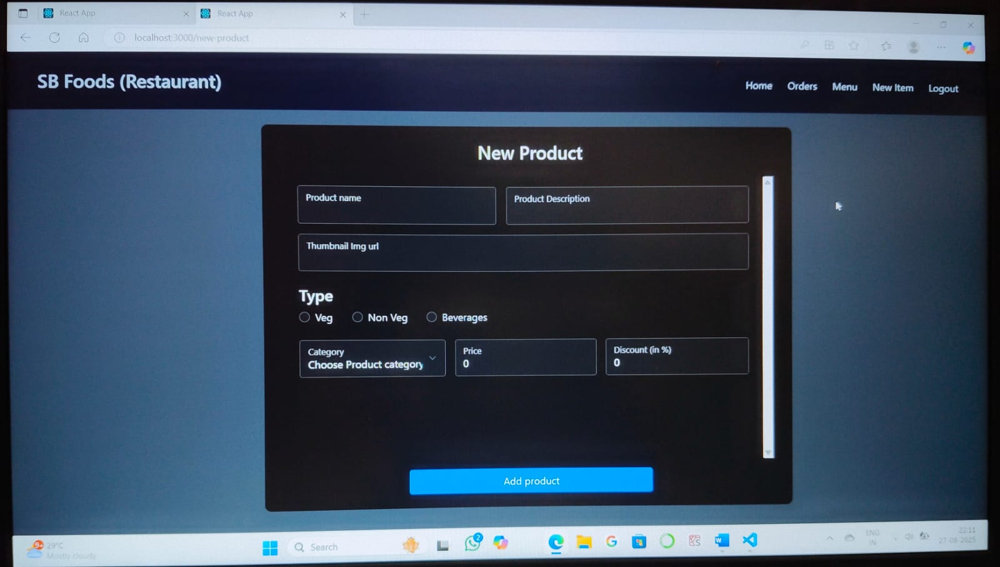 React App
React App
localhost:3000/new-product
SB Foods (Restaurant)
Home Orders Menu New Item Logout
New Product
Product name
Product Description
Thumbnail Img url
Type
Veg Non Veg Beverages
Category
Choose Product category
Price
0
Discount (in %)
0
Add product
9+
29°C
Mostly cloudy
Search
2
ENG
IN
22:11
27-08-2025